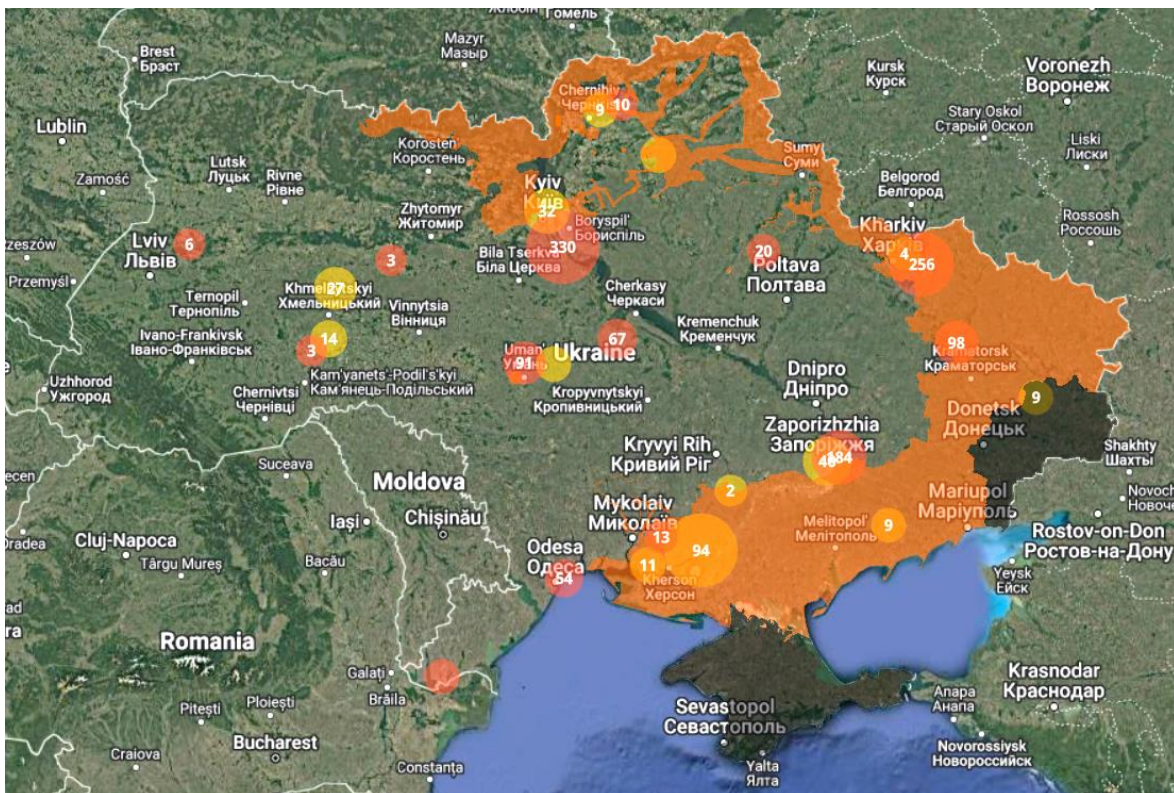 Гомель
Mazyr
Мазыр
Brest
Брэст
Kursk
Курск
Voronezh
Воронеж
Chernihiv
9
10
Stary Oskol
Старый Оскол
Lublin
Korosten'
Коростень
Liski
Лиски
Sumy
Суми
Lutsk
Луцьк
Rivne
Рівне
Zamość
Belgorod
Белгород
Kyiv
Київ
32
Zhytomyr
Житомир
Boryspil'
Бориспіль
Kharkiv
Харків
4
256
Rossosh
Россошь
Lviv
Львів
6
3
330
Bila Tserkva
Біла Церква
20
Poltava
Полтава
Przemyśl
27
Khmelnytskyi
Хмельницький
Ternopil
Тернопіль
Cherkasy
Черкаси
Vinnytsia
Вінниця
Kremenchuk
Кременчук
14
3
67
98
Ivano-Frankivsk
Івано-Франківськ
Uman'
Умань
91
Ukraine
Kramatorsk
Краматорськ
Uzhhorod
Ужгород
Kam'yanets'-Podil's'kyi
Кам'янець-Подільський
Chernivtsi
Чернівці
Kropyvnytskyi
Кропивницький
Dnipro
Дніпро
9
Donetsk
Донецьк
Zaporizhzhia
Запоріжжя
184
Kryvyi Rih
Кривий Ріг
Shakhty
Шахты
Suceava
Moldova
2
Mariupol
Маріуполь
Iași
Chișinău
Mykolaiv
Миколаїв
13
Melitopol'
Мелітополь
9
Rostov-on-Don
Ростов-на-Дону
Cluj-Napoca
Târgu Mureș
Bacău
Odesa
Одеса
94
11
Kherson
Херсон
Yeysk
Ейск
Romania
Galați
Brăila
Krasnodar
Краснодар
Pitești
Ploiești
Sevastopol
Севастополь
Anapa
Анапа
Bucharest
Novorossiysk
Новороссийск
Craiova
Constanța
Yalta
Ялта